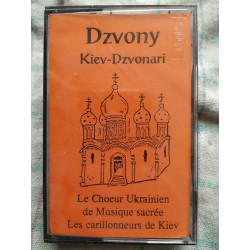 Dzvony
Kiev-Dzvonari
Le Choeur Ukrainien
de Musique sacrée
Les carillonneurs de Kiev